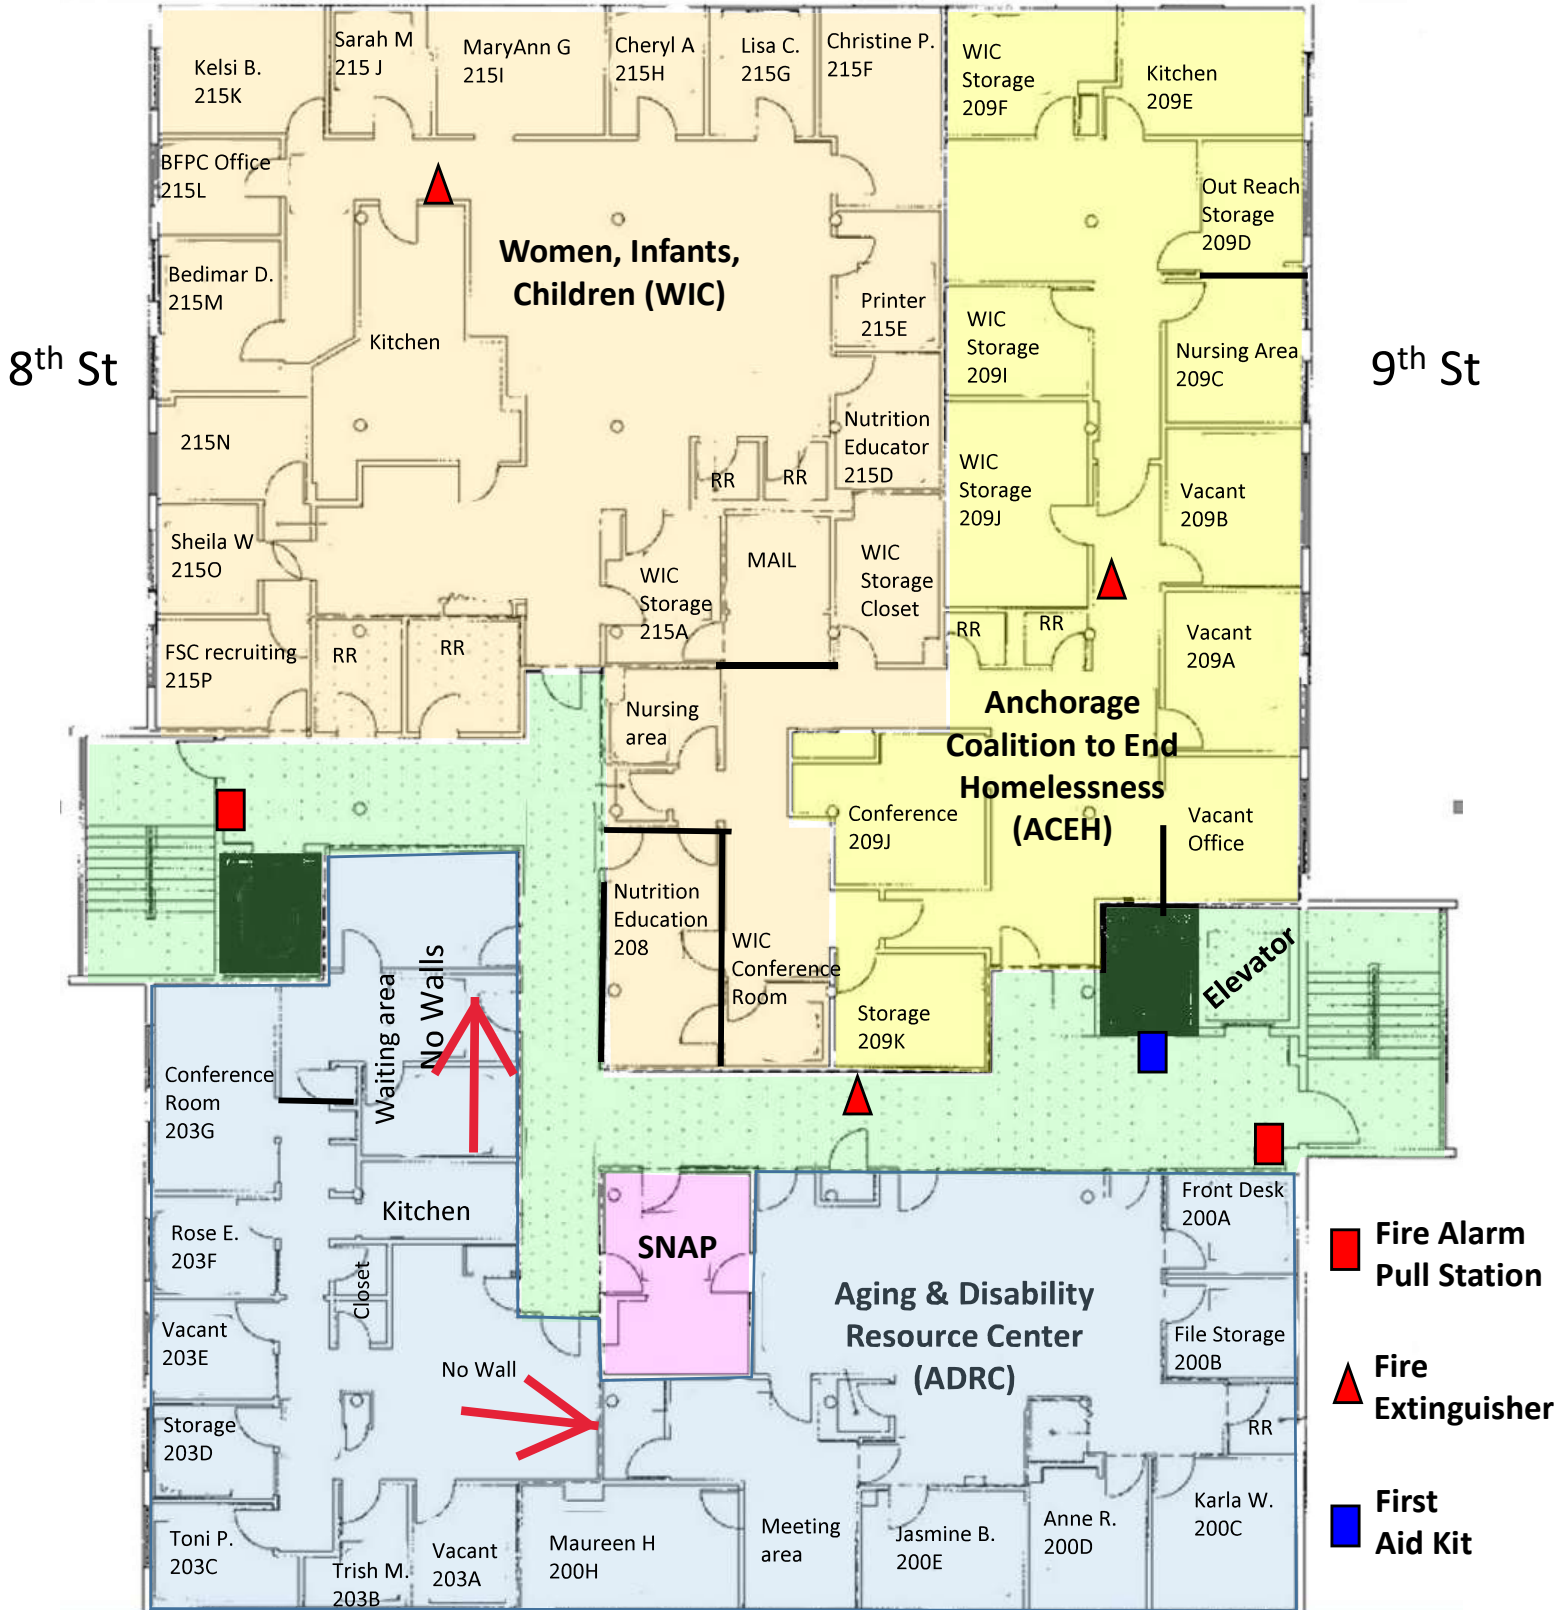 Kelsi B.
215K
Sarah M
215 J
MaryAnn G
215I
Cheryl A
215H
Lisa C.
215G
Christine P.
215F
WIC
Storage
209F
Kitchen
209E
BFPC Office
215L
Out Reach
Storage
209D
Women, Infants,
Children (WIC)
Bedimar D.
215M
Printer
215E
WIC
Storage
209I
Nursing Area
209C
Kitchen
8th St
9th St
215N
Nutrition
Educator
215D
RR
RR
WIC
Storage
209J
Vacant
209B
Sheila W
215O
WIC
Storage
215A
MAIL
WIC
Storage
Closet
FSC recruiting
215P
RR
RR
RR
RR
Vacant
209A
Nursing
area
Anchorage
Coalition to End
Homelessness
(ACEH)
Conference
209J
Vacant
Office
Nutrition
Education
208
WIC
Conference
Room
Storage
209K
Elevator
Waiting area
No Walls
Conference
Room
203G
Kitchen
Rose E.
203F
Closet
SNAP
Front Desk
200A
Fire Alarm
Pull Station
Vacant
203E
Aging & Disability
Resource Center
(ADRC)
File Storage
200B
No Wall
Fire
Extinguisher
Storage
203D
RR
Toni P.
203C
Trish M.
203B
Vacant
203A
Maureen H
200H
Meeting
area
Jasmine B.
200E
Anne R.
200D
Karla W.
200C
First
Aid Kit